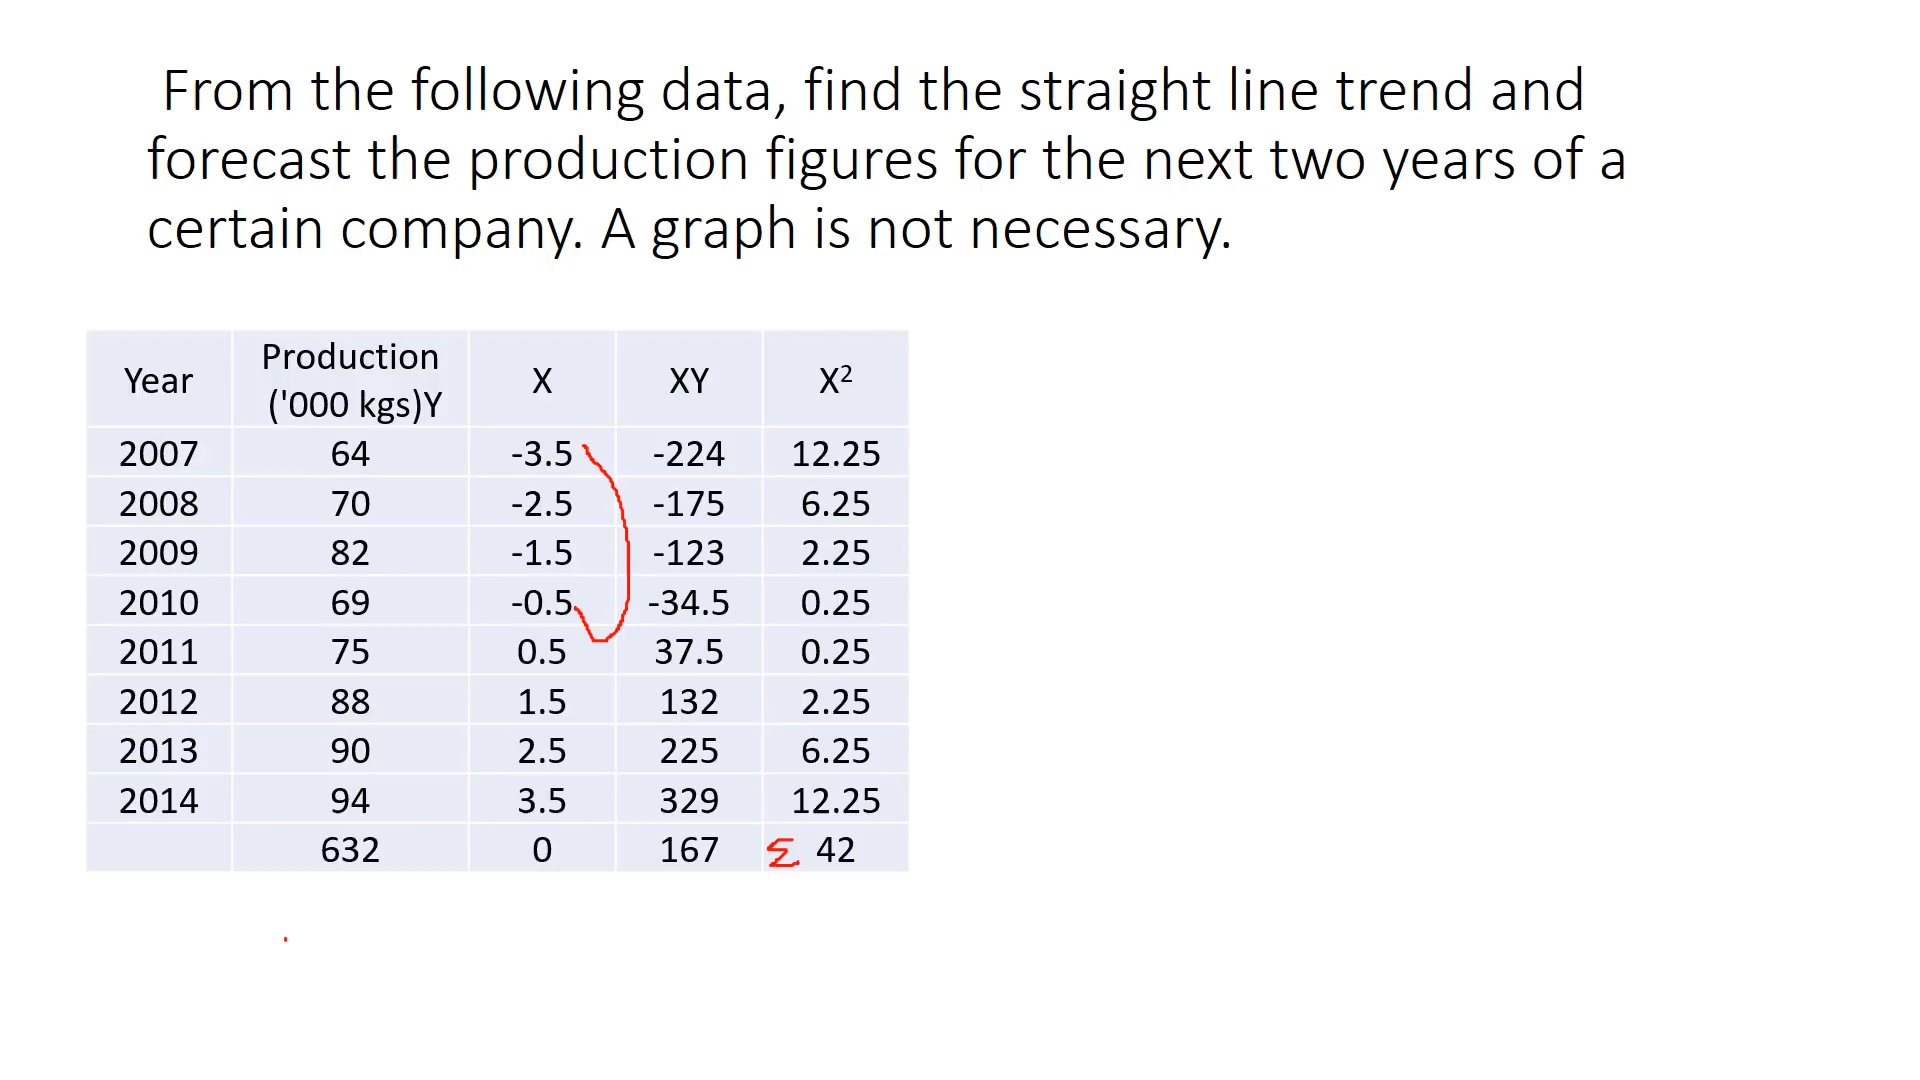 From the following data, find the straight line trend and
forecast the production figures for the next two years of a
certain company. A graph is not necessary.
Year Production ('000 kgs)Y X XY X²
2007 64 -3.5 -224 12.25
2008 70 -2.5 -175 6.25
2009 82 -1.5 -123 2.25
2010 69 -0.5 -34.5 0.25
2011 75 0.5 37.5 0.25
2012 88 1.5 132 2.25
2013 90 2.5 225 6.25
2014 94 3.5 329 12.25
632 0 167 Σ 42